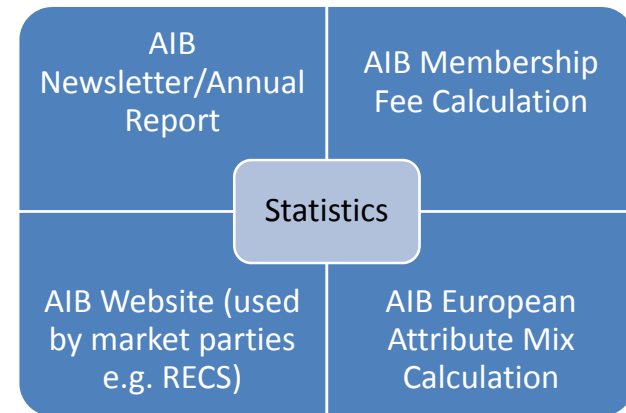 AIB
Newsletter/Annual
Report
AIB Membership
Fee Calculation
Statistics
AIB Website (used
by market parties
e.g. RECS)
AIB European
Attribute Mix
Calculation